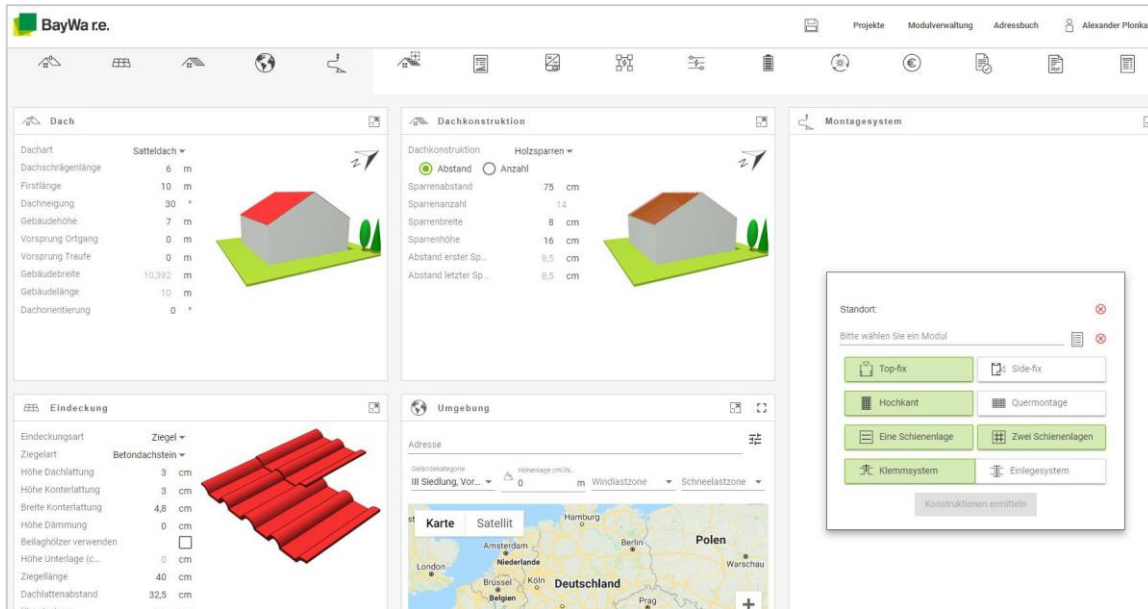 BayWa r.e.
Projekte Modulverwaltung Adressbuch Alexander Plonka
Dach
Dachart Satteldach
Dachschrägenlänge 6 m
Firstlänge 10 m
Dachneigung 30 °
Gebäudehöhe 7 m
Vorsprung Ortgang 0 m
Vorsprung Traufe 0 m
Gebäudebreite 10,392 m
Gebäudelänge 10 m
Dachorientierung 0 °
N
Dachkonstruktion
Dachkonstruktion Holzsparren
Abstand Anzahl
Sparrenabstand 75 cm
Sparrenanzahl 14
Sparrenbreite 8 cm
Sparrenhöhe 16 cm
Abstand erster Sp... 8,5 cm
Abstand letzter Sp... 8,5 cm
N
Montagesystem
Standort:
Bitte wählen Sie ein Modul
Top-fix Side-fix
Hochkant Quermontage
Eine Schienenlage Zwei Schienenlagen
Klemmsystem Einlegesystem
Konstruktionen ermitteln
Eindeckung
Eindeckungsart Ziegel
Ziegelart Betondachstein
Höhe Dachlattung 3 cm
Höhe Konterlattung 3 cm
Breite Konterlattung 4,8 cm
Höhe Dämmung 0 cm
Beilaghölzer verwenden
Höhe Unterlage (c... 0 cm
Ziegellänge 40 cm
Dachlattenabstand 32,5 cm
Umgebung
Adresse
Geländekategorie
III Siedlung, Vor...
Höhenlage (müN...
0 m
Windlastzone Schneelastzone
Karte Satellit
Hamburg
Amsterdam
Berlin
Polen
London
Niederlande
Warschau
Brüssel
Köln
Deutschland
Belgien
Prag
+